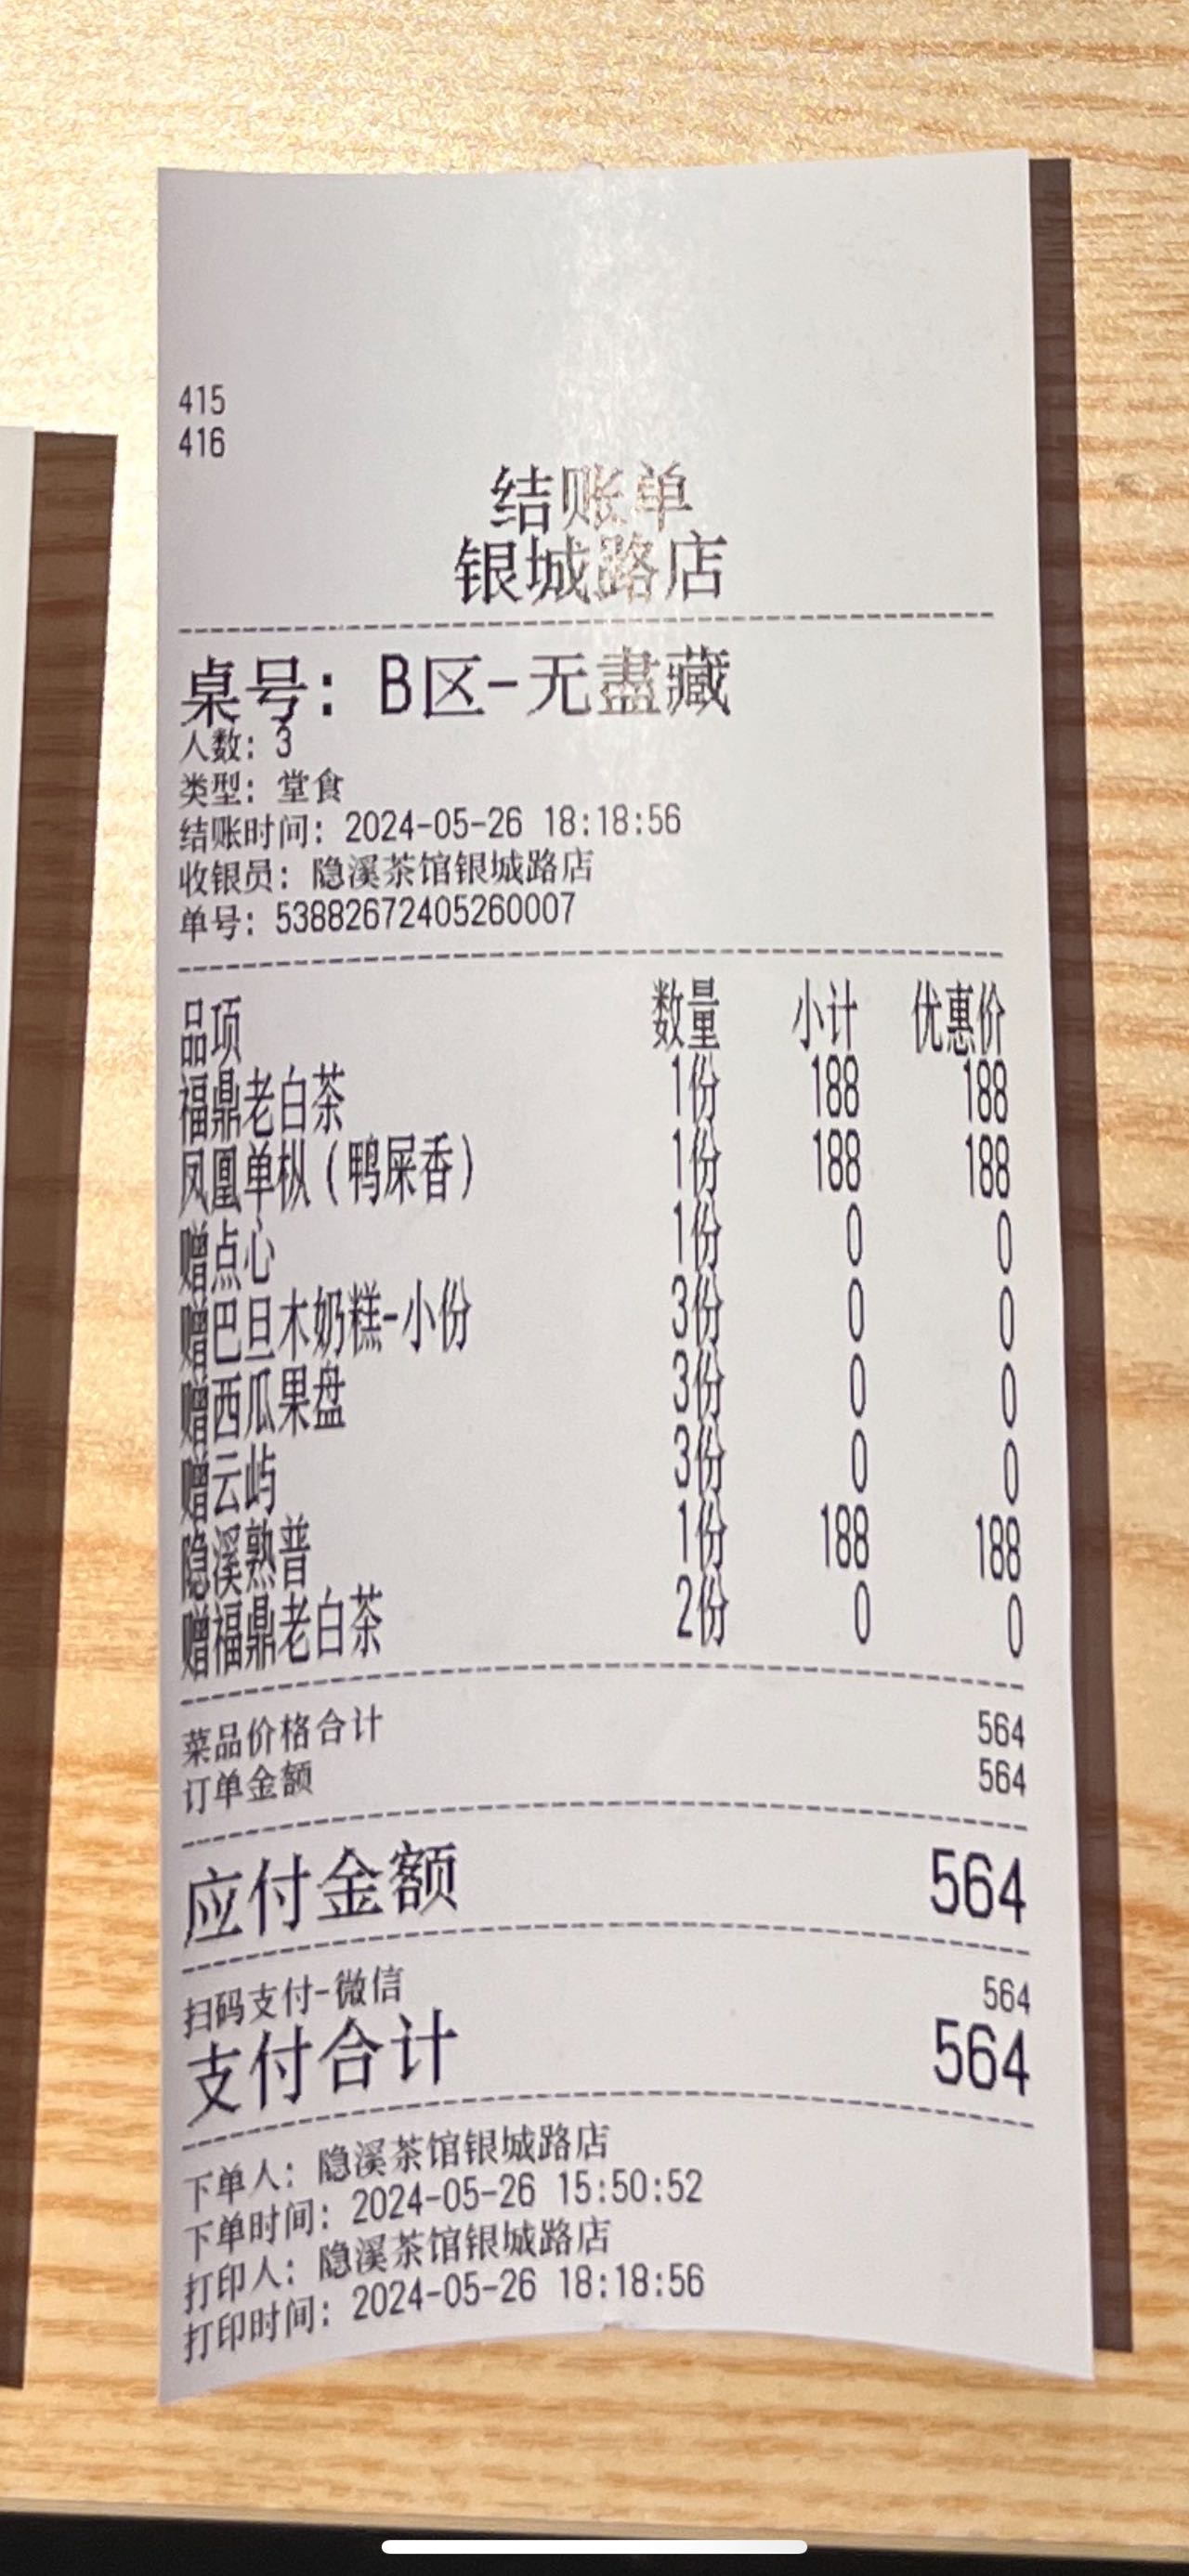 415
416
结账单
银城路店
桌号：B区-无盡藏
人数：3
类型：堂食
结账时间：2024-05-26 18:18:56
收银员：隐溪茶馆银城路店
单号：53882672405260007
品项 数量 小计 优惠价
福鼎老白茶 1份 188 188
凤凰单枞（鸭屎香） 1份 188 188
赠点心 1份 0 0
赠巴旦木奶糕-小份 3份 0 0
赠西瓜果盘 3份 0 0
赠云屿 3份 0 0
隐溪熟普 1份 188 188
赠福鼎老白茶 2份 0 0
菜品价格合计 564
订单金额 564
应付金额 564
扫码支付-微信 564
支付合计 564
下单人：隐溪茶馆银城路店
下单时间：2024-05-26 15:50:52
打印人：隐溪茶馆银城路店
打印时间：2024-05-26 18:18:56